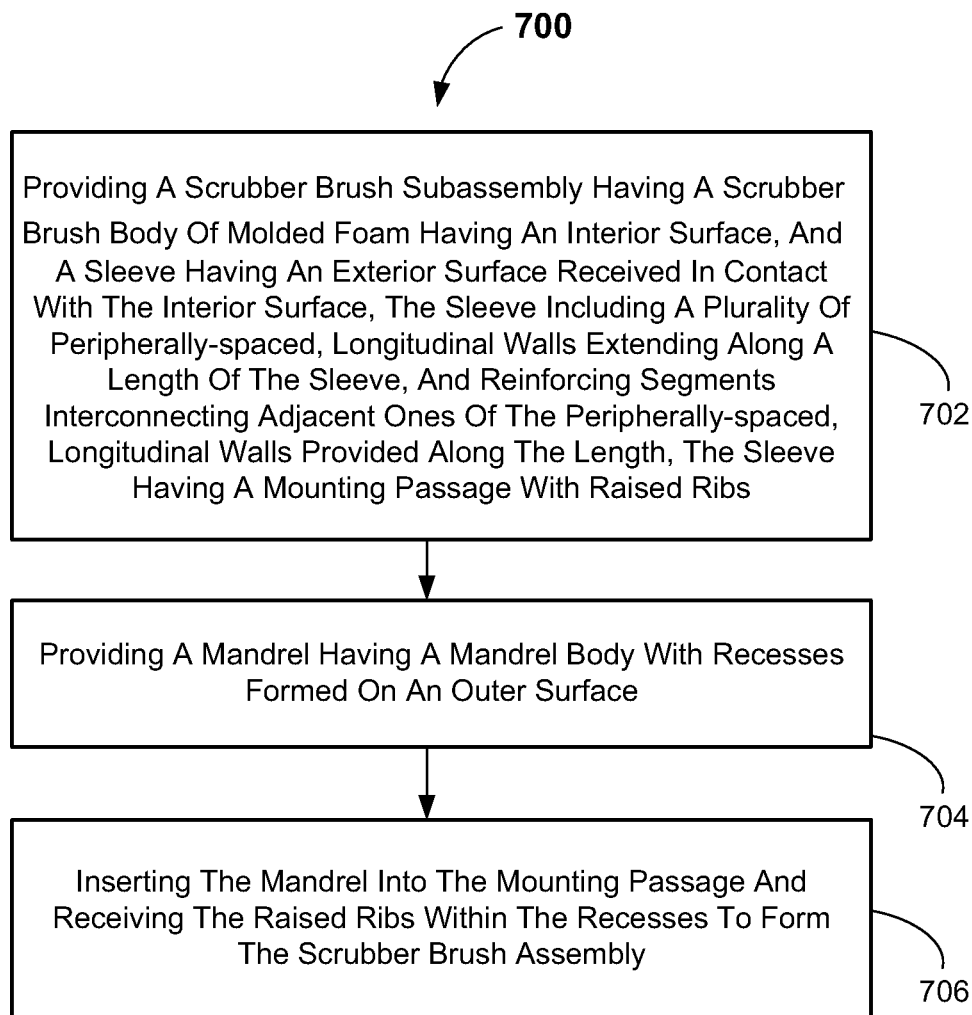 700
Providing A Scrubber Brush Subassembly Having A Scrubber
Brush Body Of Molded Foam Having An Interior Surface, And
A Sleeve Having An Exterior Surface Received In Contact
With The Interior Surface, The Sleeve Including A Plurality Of
Peripherally-spaced, Longitudinal Walls Extending Along A
Length Of The Sleeve, And Reinforcing Segments
Interconnecting Adjacent Ones Of The Peripherally-spaced,
Longitudinal Walls Provided Along The Length, The Sleeve
Having A Mounting Passage With Raised Ribs
702
Providing A Mandrel Having A Mandrel Body With Recesses
Formed On An Outer Surface
704
Inserting The Mandrel Into The Mounting Passage And
Receiving The Raised Ribs Within The Recesses To Form
The Scrubber Brush Assembly
706